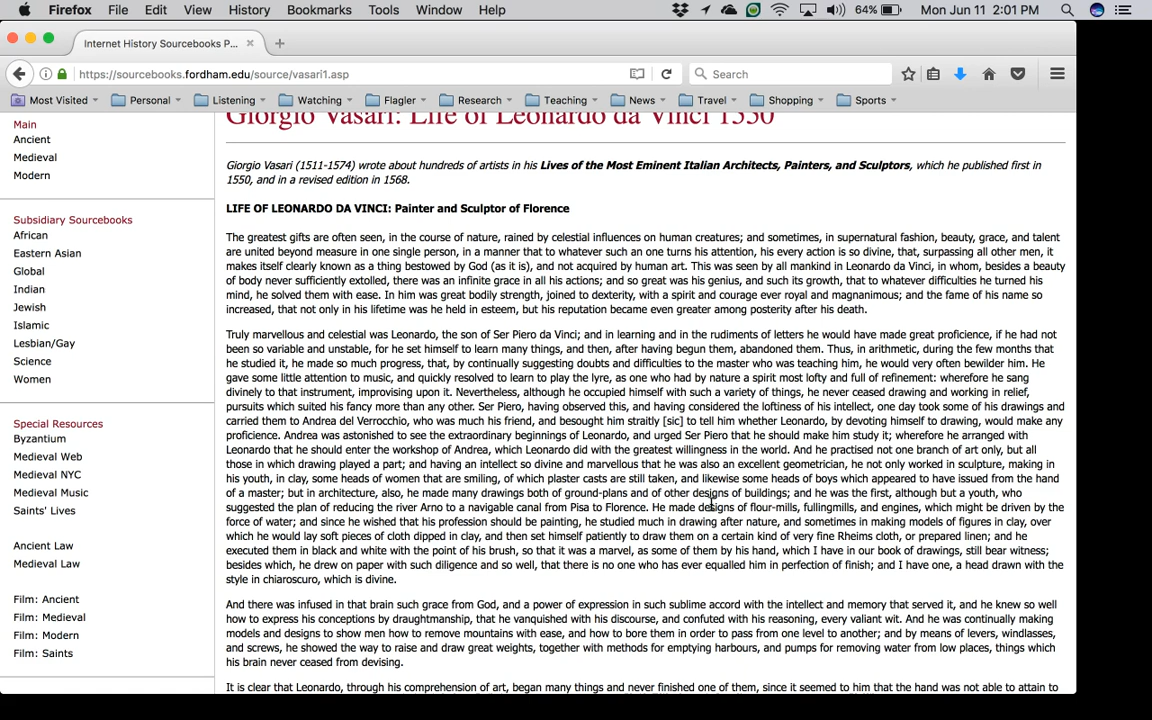 Firefox File Edit View History Bookmarks Tools Window Help 64% Mon Jun 11 2:01 PM
Internet History Sourcebooks P...
https://sourcebooks.fordham.edu/source/vasari1.asp Search
Most Visited Personal Listening Watching Flagler Research Teaching News Travel Shopping Sports
Main
Ancient
Medieval
Modern
Subsidiary Sourcebooks
African
Eastern Asian
Global
Indian
Jewish
Islamic
Lesbian/Gay
Science
Women
Special Resources
Byzantium
Medieval Web
Medieval NYC
Medieval Music
Saints' Lives
Ancient Law
Medieval Law
Film: Ancient
Film: Medieval
Film: Modern
Film: Saints
Giorgio Vasari: Life of Leonardo da Vinci 1550
Giorgio Vasari (1511-1574) wrote about hundreds of artists in his Lives of the Most Eminent Italian Architects, Painters, and Sculptors, which he published first in
1550, and in a revised edition in 1568.
LIFE OF LEONARDO DA VINCI: Painter and Sculptor of Florence
The greatest gifts are often seen, in the course of nature, rained by celestial influences on human creatures; and sometimes, in supernatural fashion, beauty, grace, and talent
are united beyond measure in one single person, in a manner that to whatever such an one turns his attention, his every action is so divine, that, surpassing all other men, it
makes itself clearly known as a thing bestowed by God (as it is), and not acquired by human art. This was seen by all mankind in Leonardo da Vinci, in whom, besides a beauty
of body never sufficiently extolled, there was an infinite grace in all his actions; and so great was his genius, and such its growth, that to whatever difficulties he turned his
mind, he solved them with ease. In him was great bodily strength, joined to dexterity, with a spirit and courage ever royal and magnanimous; and the fame of his name so
increased, that not only in his lifetime was he held in esteem, but his reputation became even greater among posterity after his death.
Truly marvellous and celestial was Leonardo, the son of Ser Piero da Vinci; and in learning and in the rudiments of letters he would have made great proficience, if he had not
been so variable and unstable, for he set himself to learn many things, and then, after having begun them, abandoned them. Thus, in arithmetic, during the few months that
he studied it, he made so much progress, that, by continually suggesting doubts and difficulties to the master who was teaching him, he would very often bewilder him. He
gave some little attention to music, and quickly resolved to learn to play the lyre, as one who had by nature a spirit most lofty and full of refinement: wherefore he sang
divinely to that instrument, improvising upon it. Nevertheless, although he occupied himself with such a variety of things, he never ceased drawing and working in relief,
pursuits which suited his fancy more than any other. Ser Piero, having observed this, and having considered the loftiness of his intellect, one day took some of his drawings and
carried them to Andrea del Verrocchio, who was much his friend, and besought him straitly [sic] to tell him whether Leonardo, by devoting himself to drawing, would make any
proficience. Andrea was astonished to see the extraordinary beginnings of Leonardo, and urged Ser Piero that he should make him study it; wherefore he arranged with
Leonardo that he should enter the workshop of Andrea, which Leonardo did with the greatest willingness in the world. And he practised not one branch of art only, but all
those in which drawing played a part; and having an intellect so divine and marvellous that he was also an excellent geometrician, he not only worked in sculpture, making in
his youth, in clay, some heads of women that are smiling, of which plaster casts are still taken, and likewise some heads of boys which appeared to have issued from the hand
of a master; but in architecture, also, he made many drawings both of ground-plans and of other designs of buildings; and he was the first, although but a youth, who
suggested the plan of reducing the river Arno to a navigable canal from Pisa to Florence. He made designs of flour-mills, fullingmills, and engines, which might be driven by the
force of water; and since he wished that his profession should be painting, he studied much in drawing after nature, and sometimes in making models of figures in clay, over
which he would lay soft pieces of cloth dipped in clay, and then set himself patiently to draw them on a certain kind of very fine Rheims cloth, or prepared linen; and he
executed them in black and white with the point of his brush, so that it was a marvel, as some of them by his hand, which I have in our book of drawings, still bear witness;
besides which, he drew on paper with such diligence and so well, that there is no one who has ever equalled him in perfection of finish; and I have one, a head drawn with the
style in chiaroscuro, which is divine.
And there was infused in that brain such grace from God, and a power of expression in such sublime accord with the intellect and memory that served it, and he knew so well
how to express his conceptions by draughtmanship, that he vanquished with his discourse, and confuted with his reasoning, every valiant wit. And he was continually making
models and designs to show men how to remove mountains with ease, and how to bore them in order to pass from one level to another; and by means of levers, windlasses,
and screws, he showed the way to raise and draw great weights, together with methods for emptying harbours, and pumps for removing water from low places, things which
his brain never ceased from devising.
It is clear that Leonardo, through his comprehension of art, began many things and never finished one of them, since it seemed to him that the hand was not able to attain to